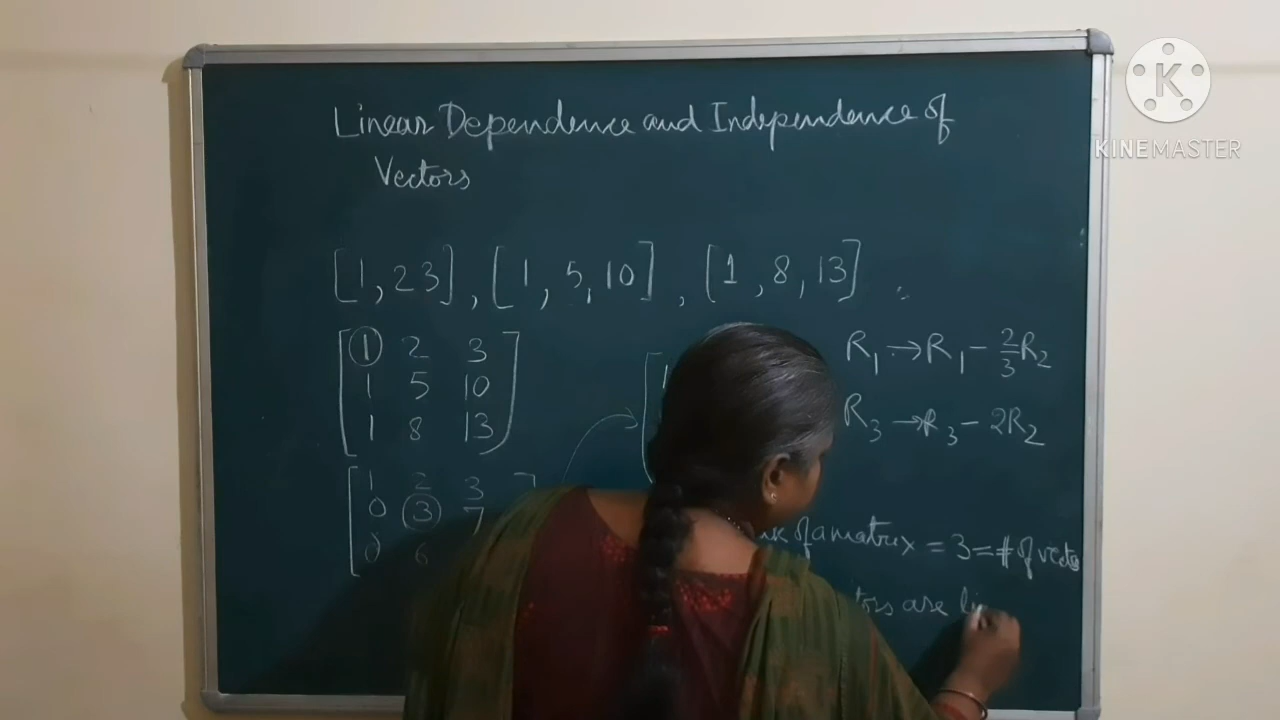 Linear Dependence and Independence of
Vectors
[1, 2 3], [1, 5, 10], [1, 8, 13].
1 2 3
1 5 10
1 8 13
1 2 3
0 3 7
0 6
R₁ → R₁ - 2/3 R₂
R₃ → R₃ - 2R₂
of a matrix = 3 = # of vecto
are
K
KINEMASTER